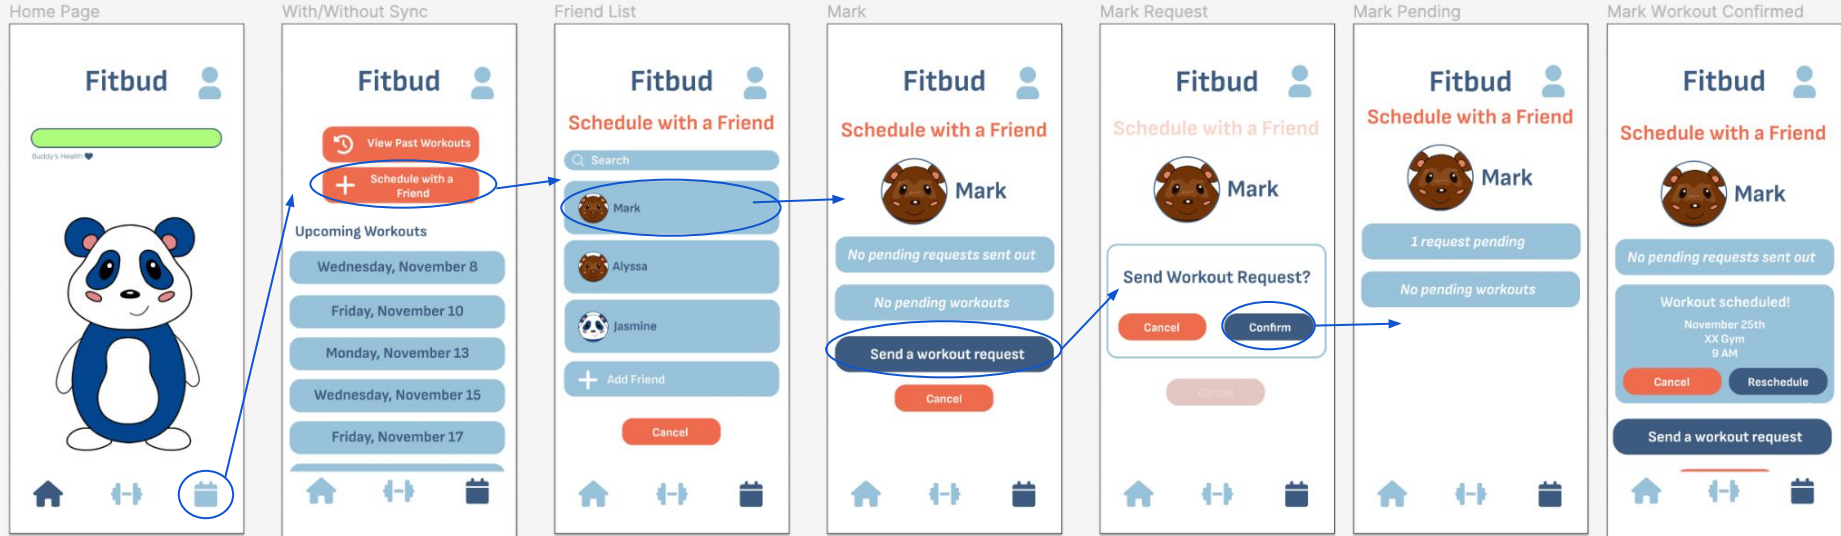 Home Page
Fitbud
Buddy's Health
With/Without Sync
Fitbud
View Past Workouts
Schedule with a
Friend
Upcoming Workouts
Wednesday, November 8
Friday, November 10
Monday, November 13
Wednesday, November 15
Friday, November 17
Friend List
Fitbud
Schedule with a Friend
Search
Mark
Alyssa
Jasmine
Add Friend
Cancel
Mark
Fitbud
Schedule with a Friend
Mark
No pending requests sent out
No pending workouts
Send a workout request
Cancel
Mark Request
Fitbud
Schedule with a Friend
Mark
Send Workout Request?
Cancel
Confirm
Cancel
Mark Pending
Fitbud
Schedule with a Friend
Mark
1 request pending
No pending workouts
Mark Workout Confirmed
Fitbud
Schedule with a Friend
Mark
No pending requests sent out
Workout scheduled!
November 25th
XX Gym
9 AM
Cancel
Reschedule
Send a workout request